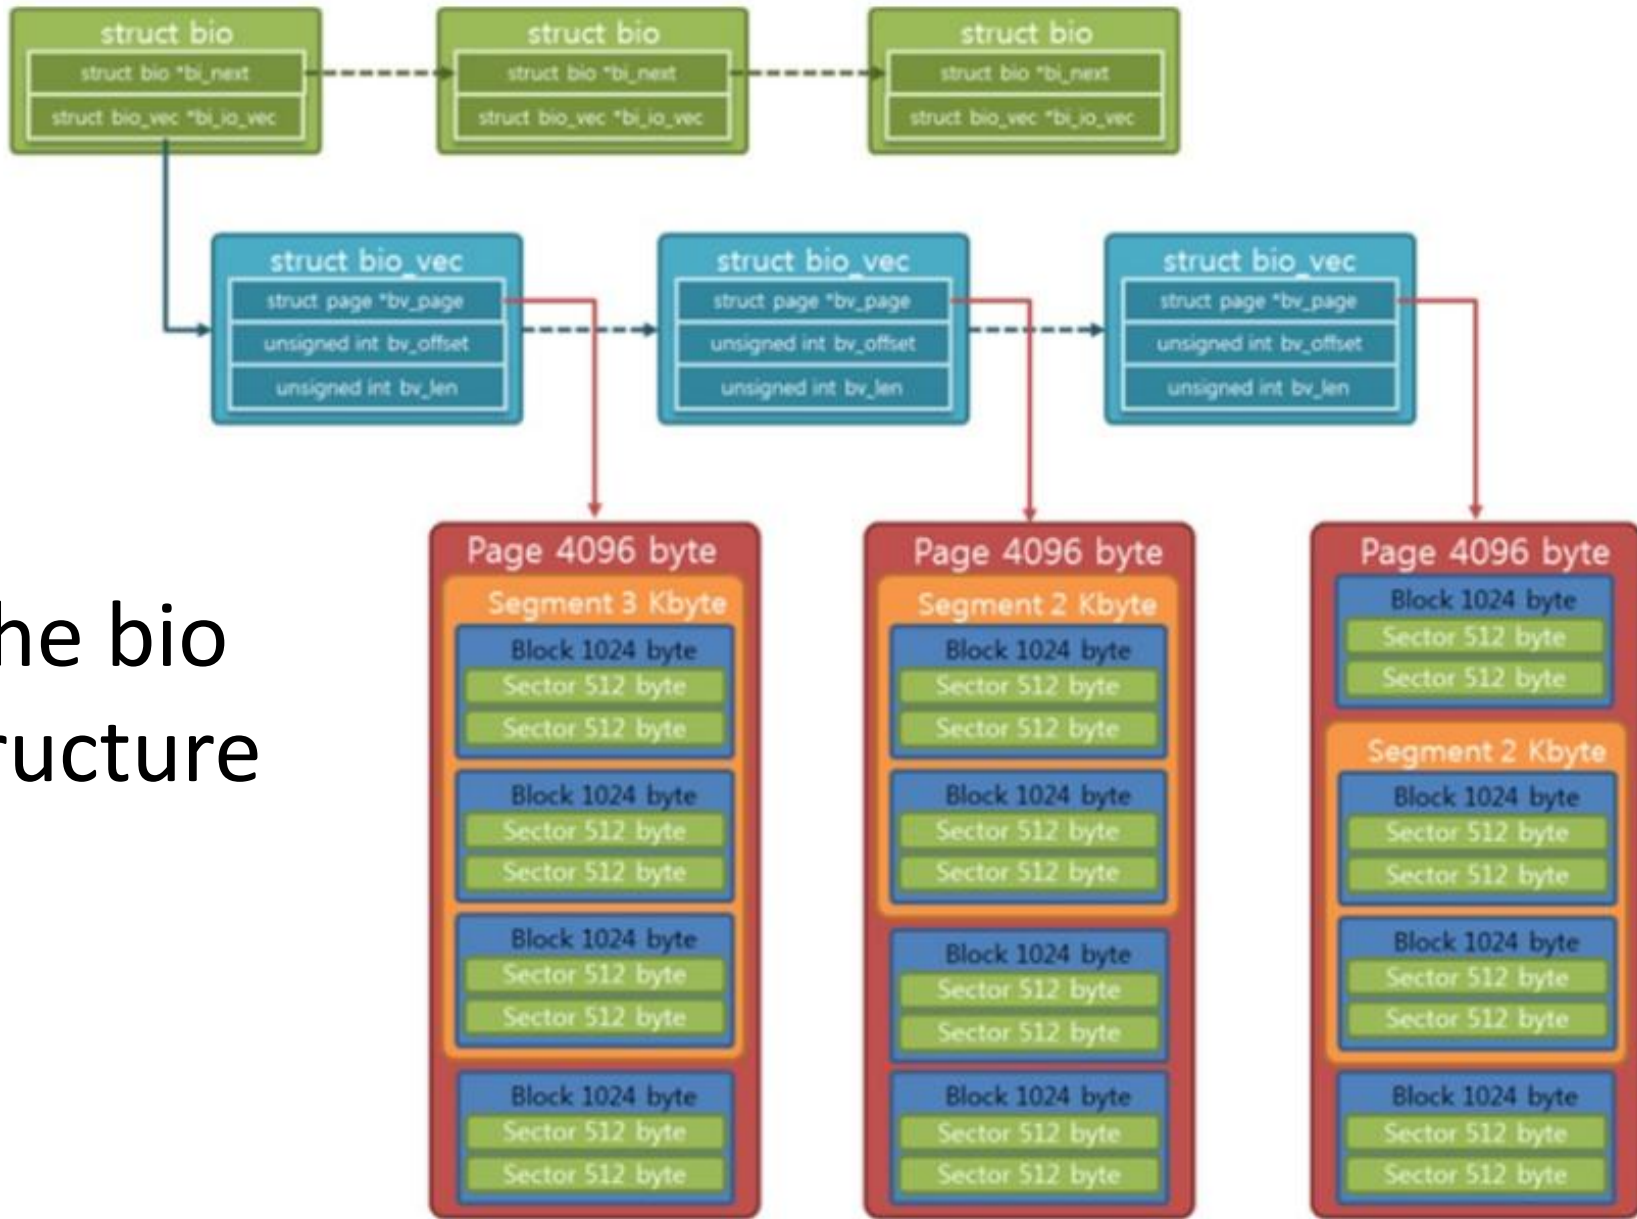 struct bio
struct bio *bi_next
struct bio_vec *bi_io_vec
struct bio
struct bio *bi_next
struct bio_vec *bi_io_vec
struct bio
struct bio *bi_next
struct bio_vec *bi_io_vec
struct bio_vec
struct page *bv_page
unsigned int bv_offset
unsigned int bv_len
struct bio_vec
struct page *bv_page
unsigned int bv_offset
unsigned int bv_len
struct bio_vec
struct page *bv_page
unsigned int bv_offset
unsigned int bv_len
he bio
ructure
Page 4096 byte
Segment 3 Kbyte
Block 1024 byte
Sector 512 byte
Sector 512 byte
Block 1024 byte
Sector 512 byte
Sector 512 byte
Block 1024 byte
Sector 512 byte
Sector 512 byte
Block 1024 byte
Sector 512 byte
Sector 512 byte
Page 4096 byte
Segment 2 Kbyte
Block 1024 byte
Sector 512 byte
Sector 512 byte
Block 1024 byte
Sector 512 byte
Sector 512 byte
Block 1024 byte
Sector 512 byte
Sector 512 byte
Block 1024 byte
Sector 512 byte
Sector 512 byte
Page 4096 byte
Block 1024 byte
Sector 512 byte
Sector 512 byte
Segment 2 Kbyte
Block 1024 byte
Sector 512 byte
Sector 512 byte
Block 1024 byte
Sector 512 byte
Sector 512 byte
Block 1024 byte
Sector 512 byte
Sector 512 byte